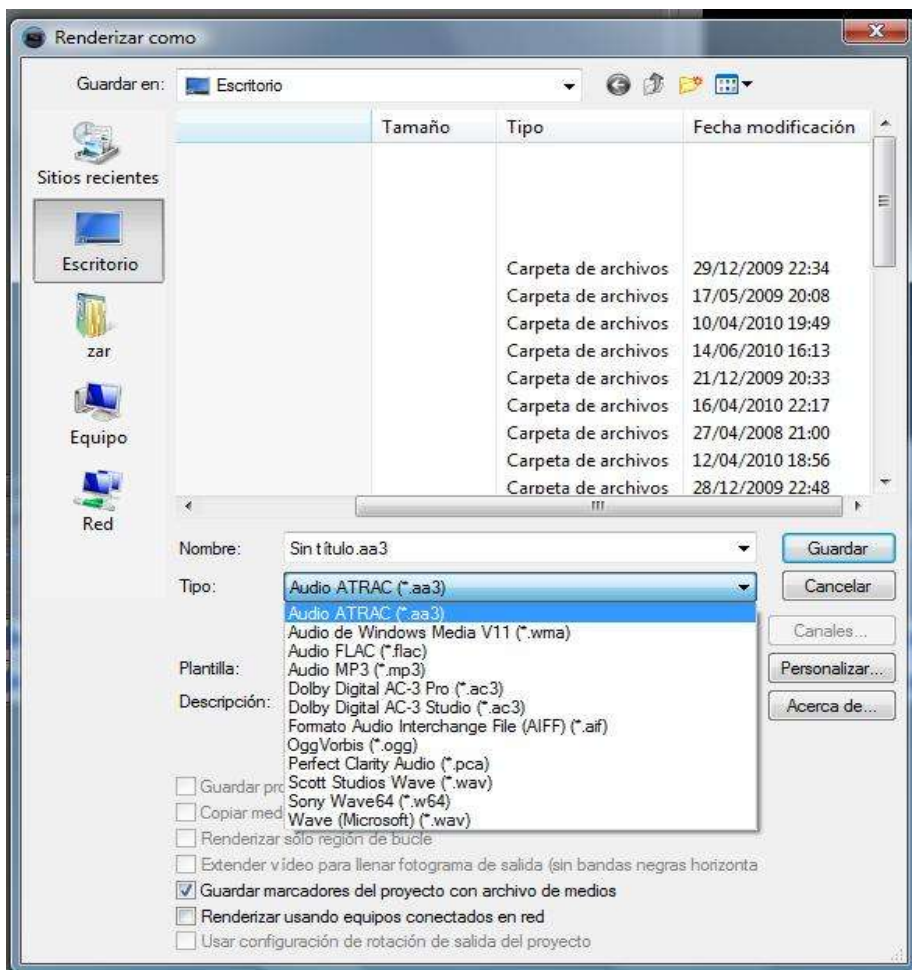 Renderizar como
Guardar en: Escritorio
Tamaño Tipo Fecha modificación
Sitios recientes
Escritorio
zar
Equipo
Red
Carpeta de archivos 29/12/2009 22:34
Carpeta de archivos 17/05/2009 20:08
Carpeta de archivos 10/04/2010 19:49
Carpeta de archivos 14/06/2010 16:13
Carpeta de archivos 21/12/2009 20:33
Carpeta de archivos 16/04/2010 22:17
Carpeta de archivos 27/04/2008 21:00
Carpeta de archivos 12/04/2010 18:56
Carpeta de archivos 28/12/2009 22:48
Nombre: Sin título.aa3 Guardar
Tipo: Audio ATRAC (*.aa3) Cancelar
Audio ATRAC (*.aa3)
Audio de Windows Media V11 (*.wma) Canales...
Audio FLAC (*.flac)
Plantilla: Audio MP3 (*.mp3) Personalizar...
Dolby Digital AC-3 Pro (*.ac3)
Descripción: Dolby Digital AC-3 Studio (*.ac3) Acerca de...
Formato Audio Interchange File (AIFF) (*.aif)
OggVorbis (*.ogg)
Perfect Clarity Audio (*.pca)
Guardar Scott Studios Wave (*.wav)
Sony Wave64 (*.w64)
Copiar Wave (Microsoft) (*.wav)
Renderizar sólo región de bucle
Extender vídeo para llenar fotograma de salida (sin bandas negras horizonta
Guardar marcadores del proyecto con archivo de medios
Renderizar usando equipos conectados en red
Usar configuración de rotación de salida del proyecto